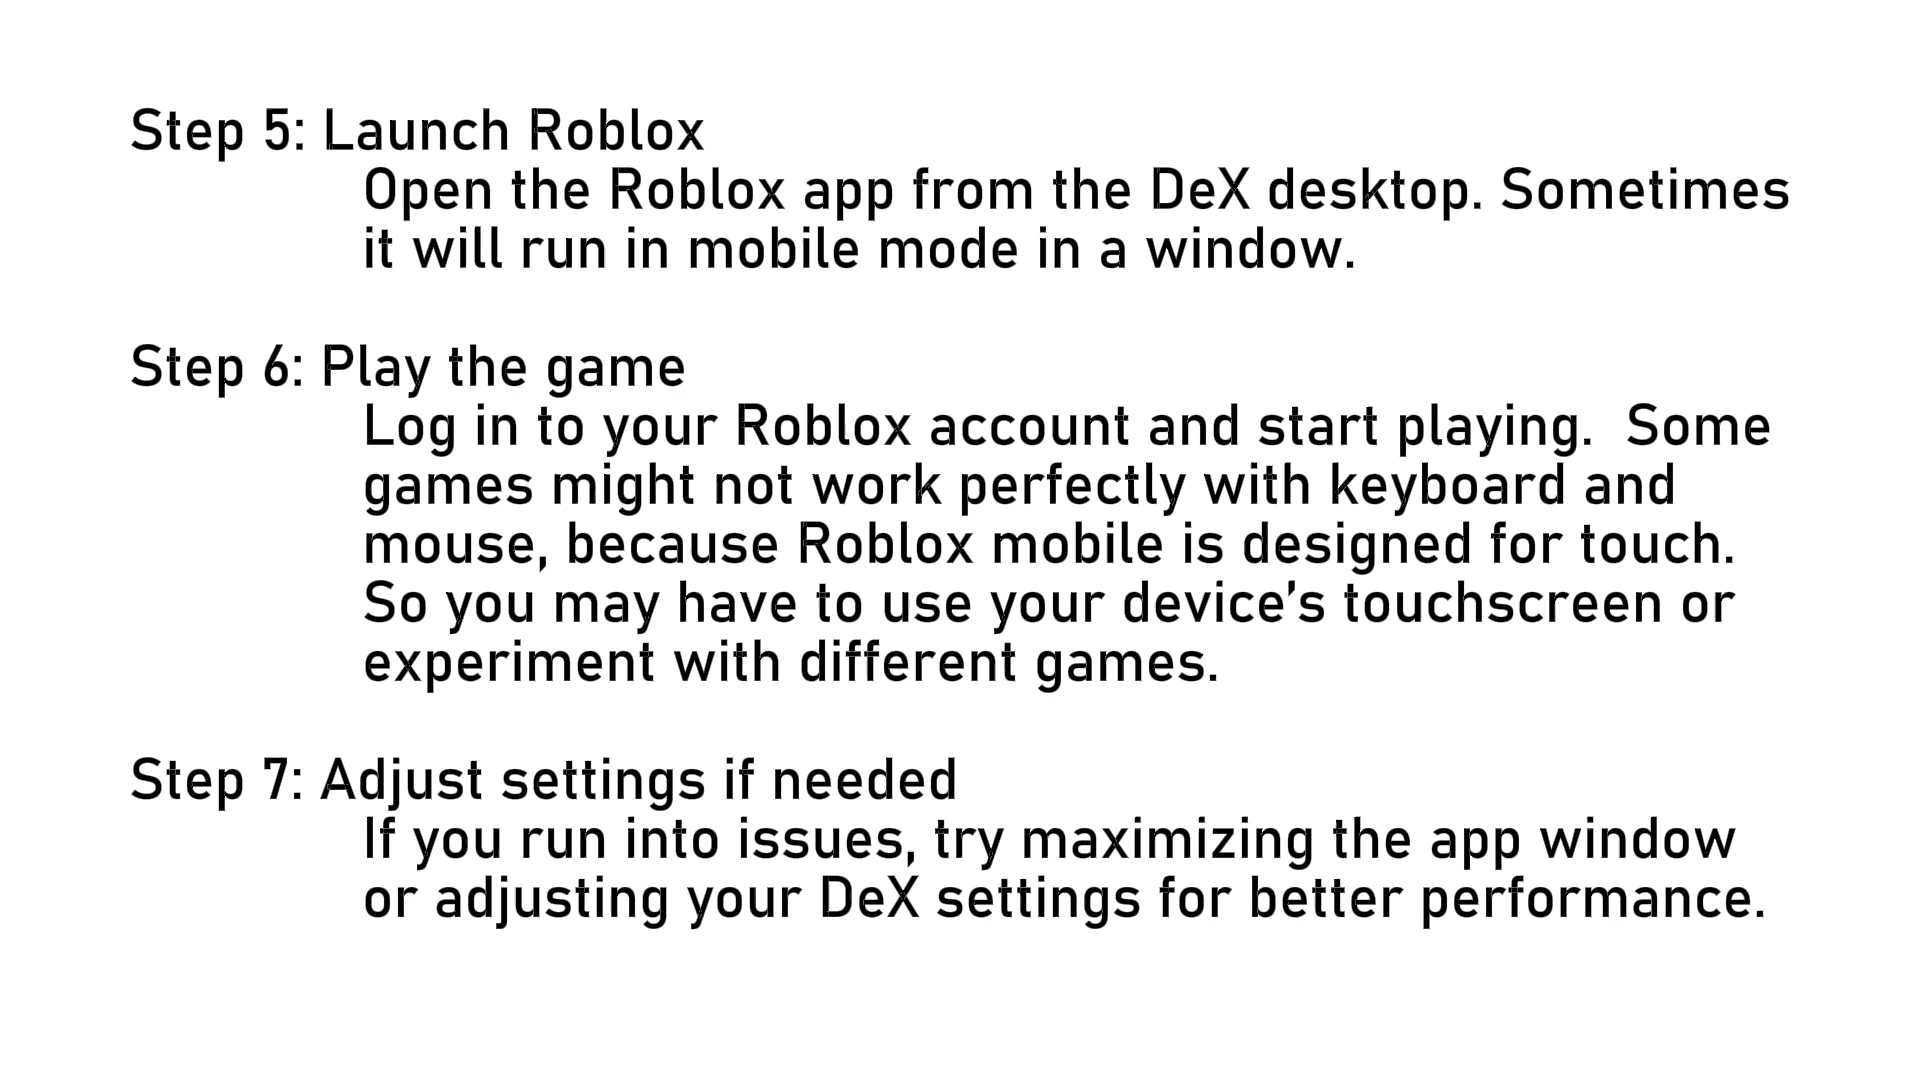 Step 5: Launch Roblox
Open the Roblox app from the DeX desktop. Sometimes
it will run in mobile mode in a window.
Step 6: Play the game
Log in to your Roblox account and start playing.  Some
games might not work perfectly with keyboard and
mouse, because Roblox mobile is designed for touch.
So you may have to use your device’s touchscreen or
experiment with different games.
Step 7: Adjust settings if needed
If you run into issues, try maximizing the app window
or adjusting your DeX settings for better performance.